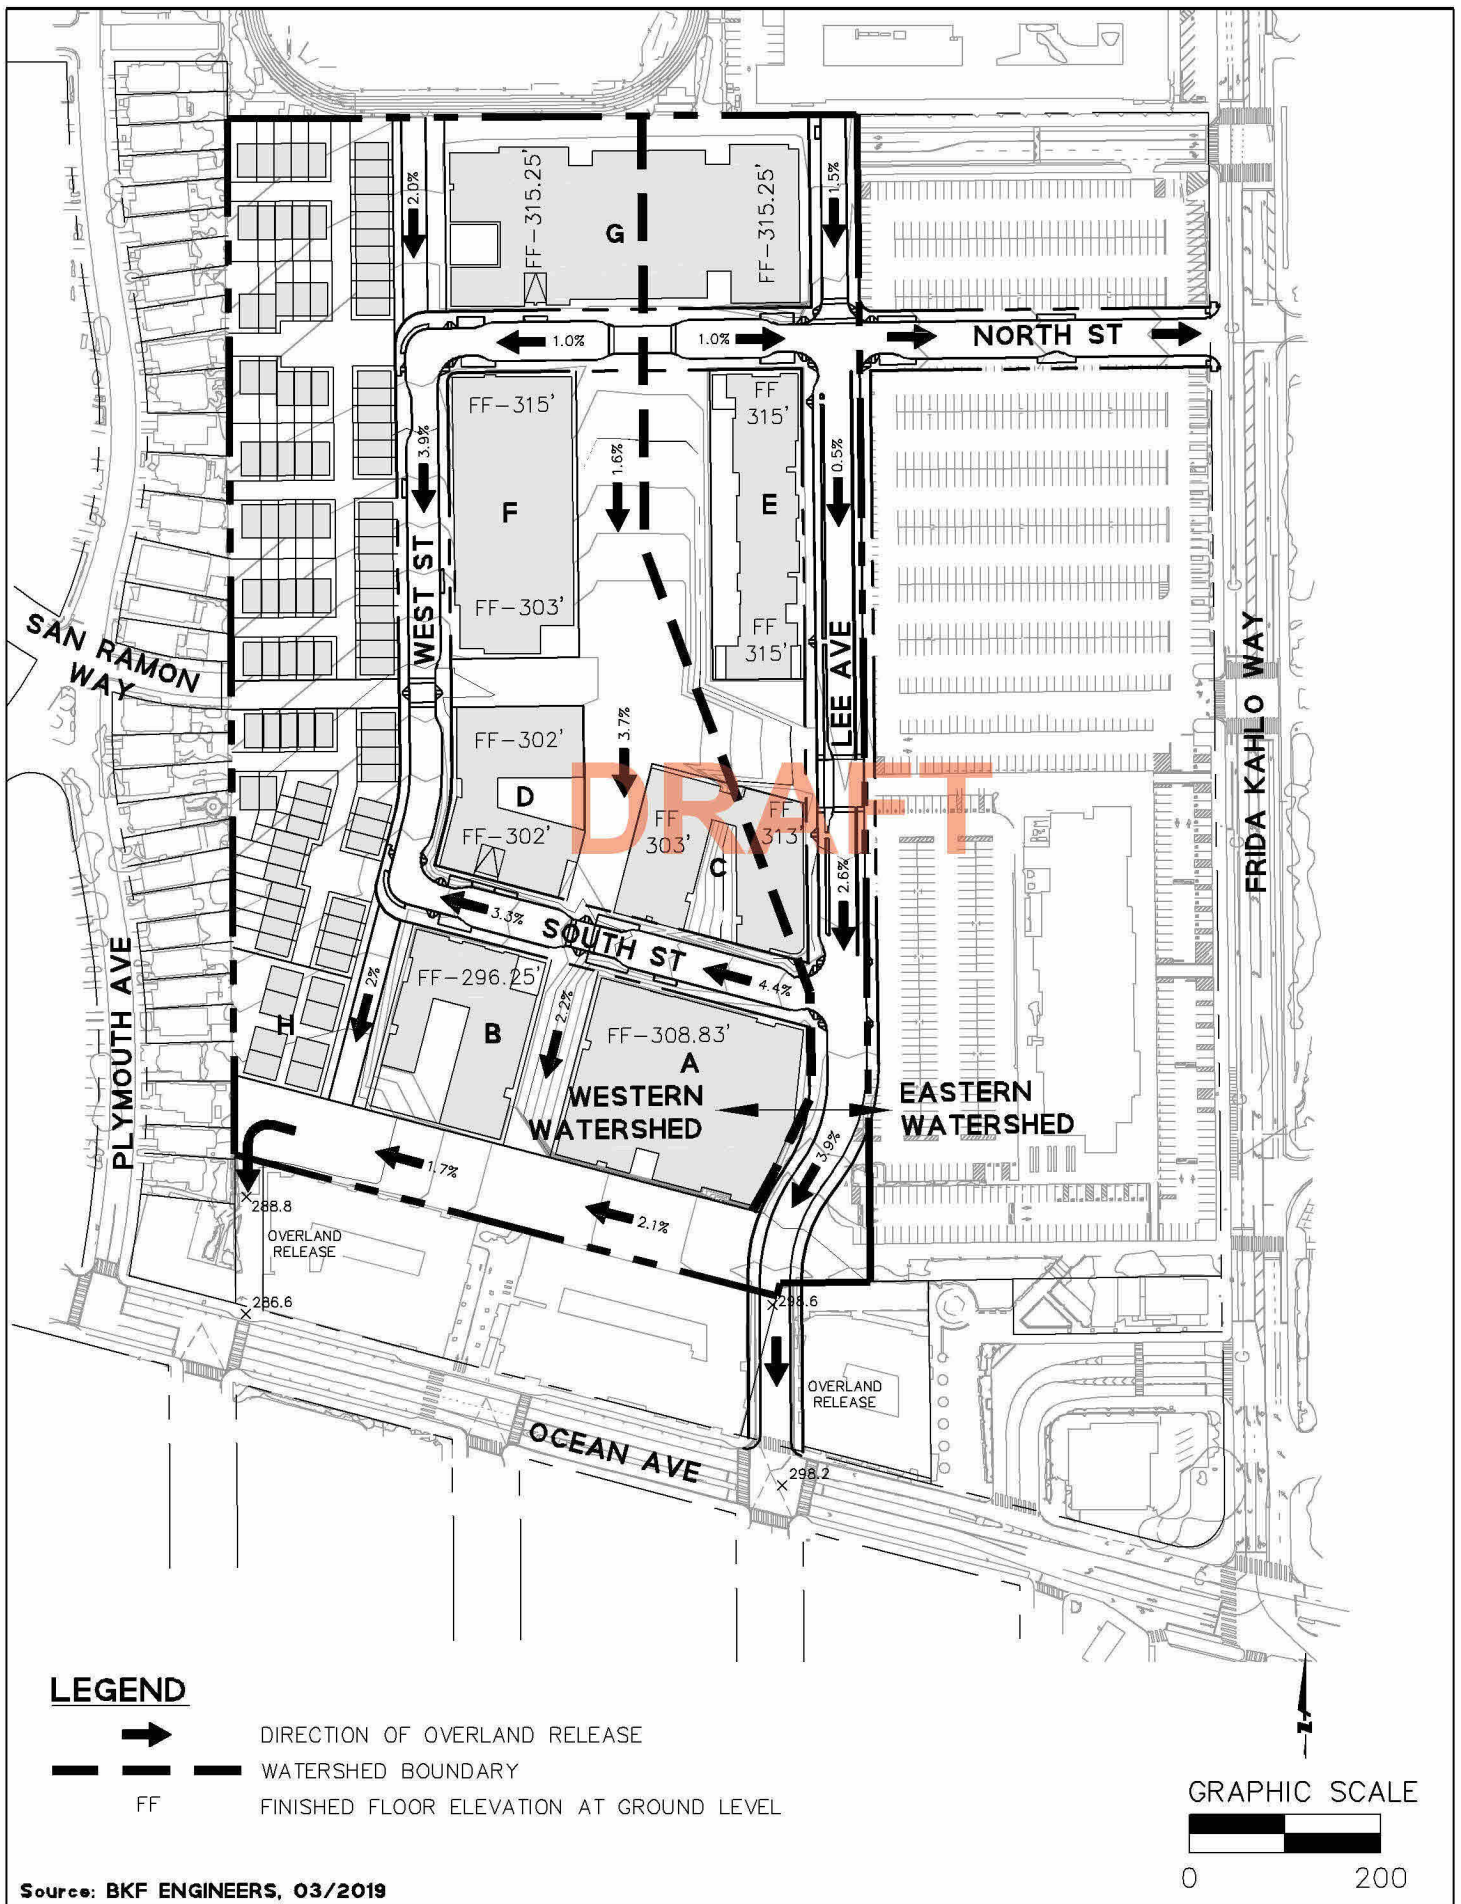 2.0%
FF-315.25'
G
FF-315.25'
1.5%
1.0%
1.0%
NORTH ST
FF-315'
FF
315'
3.9%
1.6%
0.5%
F
E
WEST ST
FF-303'
FF
315'
LEE AVE
SAN RAMON
WAY
FRIDA KAHLO WAY
3.7%
FF-302'
D
FF-302'
DRAFT
FF
303'
FF
313'
C
2.6%
3.3%
SOUTH ST
4.4%
PLYMOUTH AVE
2%
FF-296.25'
B
2.2%
H
FF-308.83'
A
WESTERN
WATERSHED
EASTERN
WATERSHED
3.9%
1.7%
2.1%
288.8
OVERLAND
RELEASE
286.6
298.6
OVERLAND
RELEASE
OCEAN AVE
298.2
LEGEND
DIRECTION OF OVERLAND RELEASE
WATERSHED BOUNDARY
FF FINISHED FLOOR ELEVATION AT GROUND LEVEL
N
GRAPHIC SCALE
0 200
Source: BKF ENGINEERS, 03/2019